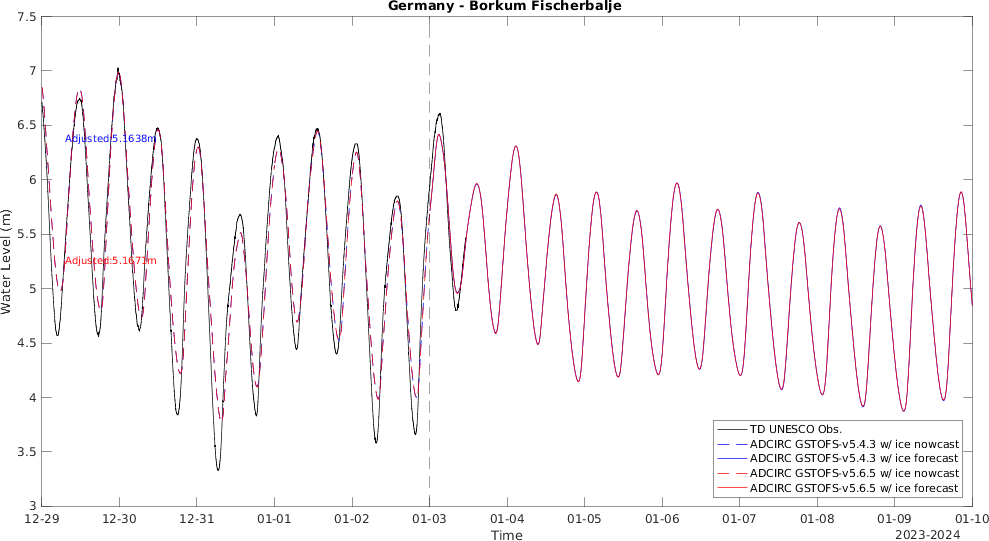 Germany - Borkum Fischerbalje
7.5
7
6.5
6
5.5
5
4.5
4
3.5
3
Water Level (m)
Adjusted:5.1638m
Adjusted:5.1671m
TD UNESCO Obs.
ADCIRC GSTOFS-v5.4.3 w/ ice nowcast
ADCIRC GSTOFS-v5.4.3 w/ ice forecast
ADCIRC GSTOFS-v5.6.5 w/ ice nowcast
ADCIRC GSTOFS-v5.6.5 w/ ice forecast
12-29 12-30 12-31 01-01 01-02 01-03 01-04 01-05 01-06 01-07 01-08 01-09 01-10
Time
2023-2024